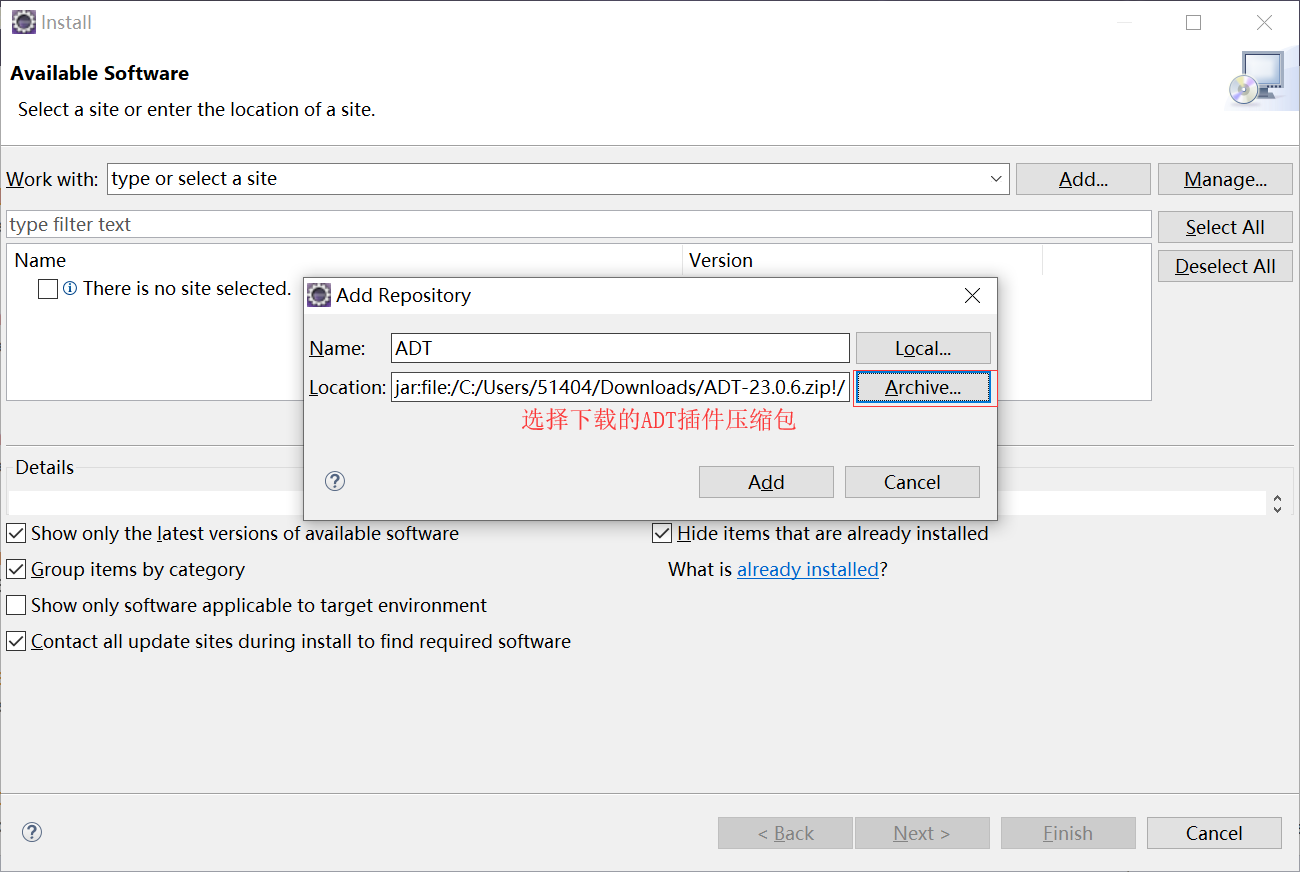 Install
Available Software
Select a site or enter the location of a site.
Work with: type or select a site Add... Manage...
type filter text Select All
Name Version Deselect All
There is no site selected.
Add Repository
Name: ADT Local...
Location: jar:file:/C:/Users/51404/Downloads/ADT-23.0.6.zip!/ Archive...
选择下载的ADT插件压缩包
Add Cancel
Details
Show only the latest versions of available software Hide items that are already installed
Group items by category What is already installed?
Show only software applicable to target environment
Contact all update sites during install to find required software
< Back Next > Finish Cancel